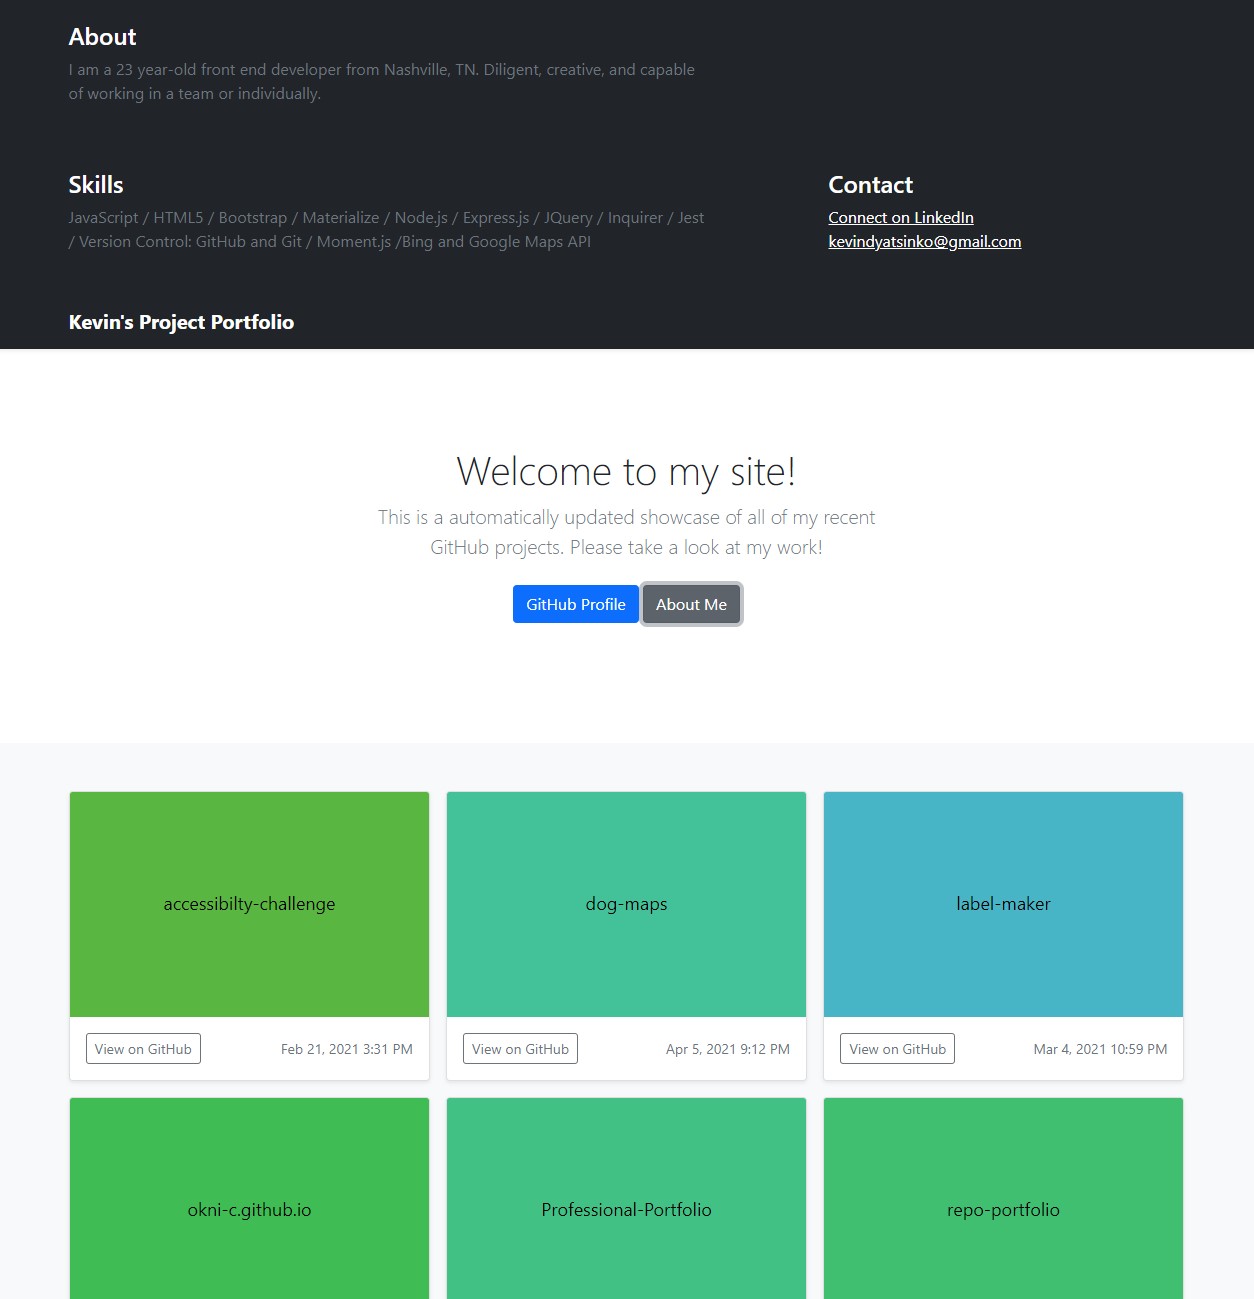 About
I am a 23 year-old front end developer from Nashville, TN. Diligent, creative, and capable
of working in a team or individually.
Skills
JavaScript / HTML5 / Bootstrap / Materialize / Node.js / Express.js / JQuery / Inquirer / Jest
/ Version Control: GitHub and Git / Moment.js /Bing and Google Maps API
Contact
Connect on LinkedIn
kevindyatsinko@gmail.com
Kevin's Project Portfolio
Welcome to my site!
This is a automatically updated showcase of all of my recent
GitHub projects. Please take a look at my work!
GitHub Profile
About Me
accessibilty-challenge
View on GitHub
Feb 21, 2021 3:31 PM
dog-maps
View on GitHub
Apr 5, 2021 9:12 PM
label-maker
View on GitHub
Mar 4, 2021 10:59 PM
okni-c.github.io
Professional-Portfolio
repo-portfolio